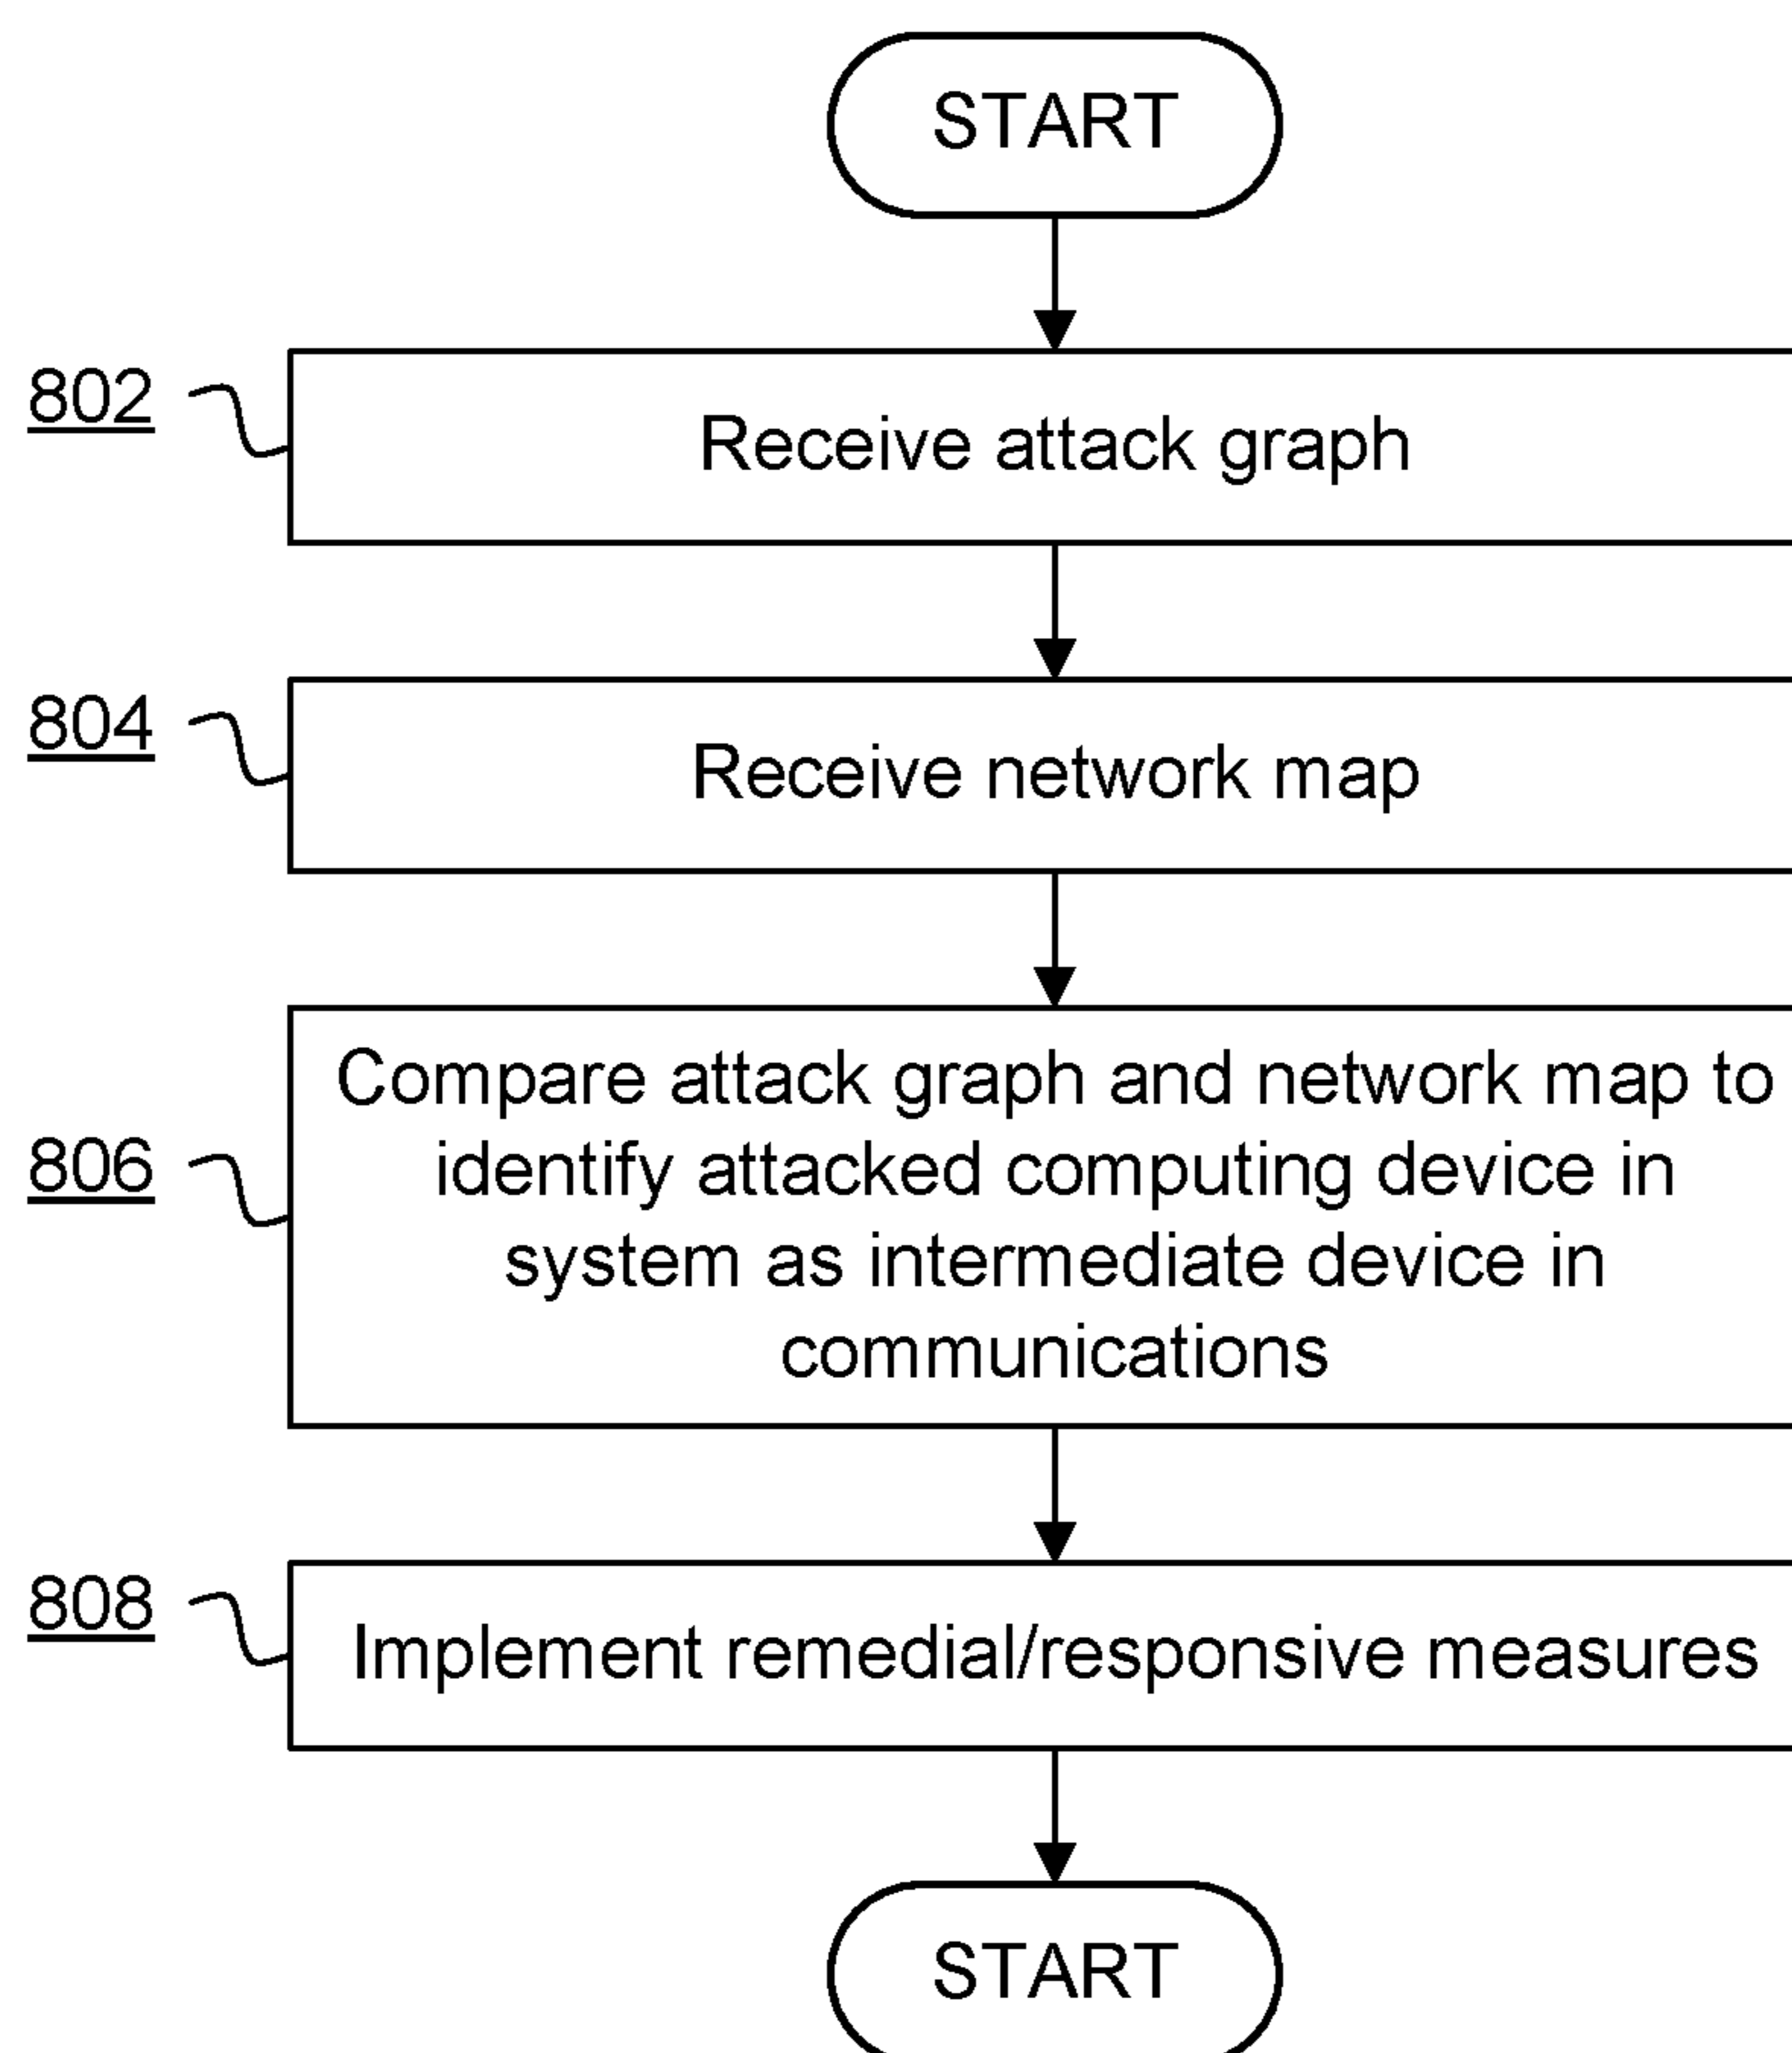 START
802
Receive attack graph
804
Receive network map
806
Compare attack graph and network map to
identify attacked computing device in
system as intermediate device in
communications
808
Implement remedial/responsive measures
START